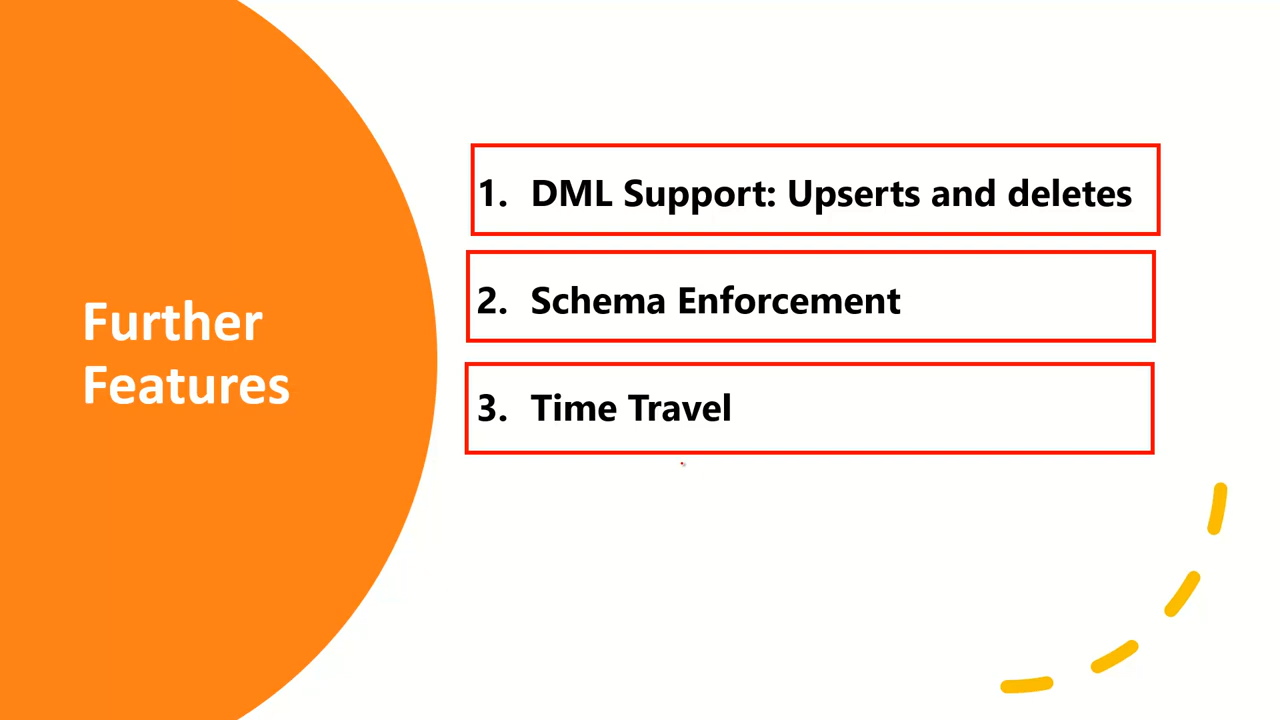 Further
Features
1. DML Support: Upserts and deletes
2. Schema Enforcement
3. Time Travel